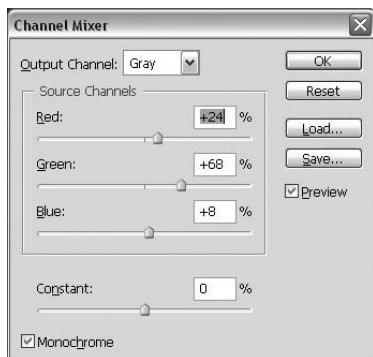 Channel Mixer
Output Channel: Gray
OK
Source Channels
Reset
Red: +24 %
Load...
Green: +68 %
Save...
Preview
Blue: +8 %
Constant: 0 %
Monochrome